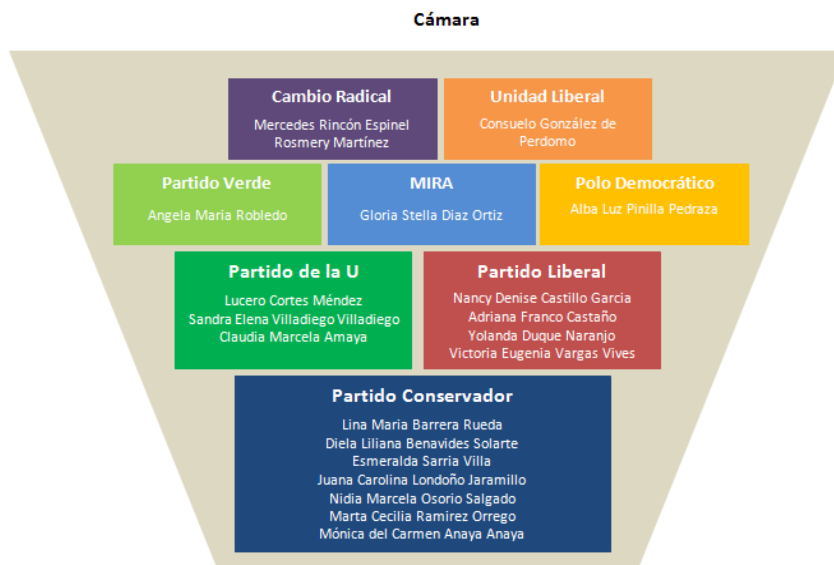 Cámara
Cambio Radical
Mercedes Rincón Espinel
Rosmery Martínez
Unidad Liberal
Consuelo González de
Perdomo
Partido Verde
Angela Maria Robledo
MIRA
Gloria Stella Diaz Ortiz
Polo Democrático
Alba Luz Pinilla Pedraza
Partido de la U
Lucero Cortes Méndez
Sandra Elena Villadiego Villadiego
Claudia Marcela Amaya
Partido Liberal
Nancy Denise Castillo Garcia
Adriana Franco Castaño
Yolanda Duque Naranjo
Victoria Eugenia Vargas Vives
Partido Conservador
Lina Maria Barrera Rueda
Diela Liliana Benavides Solarte
Esmeralda Sarria Villa
Juana Carolina Londoño Jaramillo
Nidia Marcela Osorio Salgado
Marta Cecilia Ramirez Orrego
Mónica del Carmen Anaya Anaya